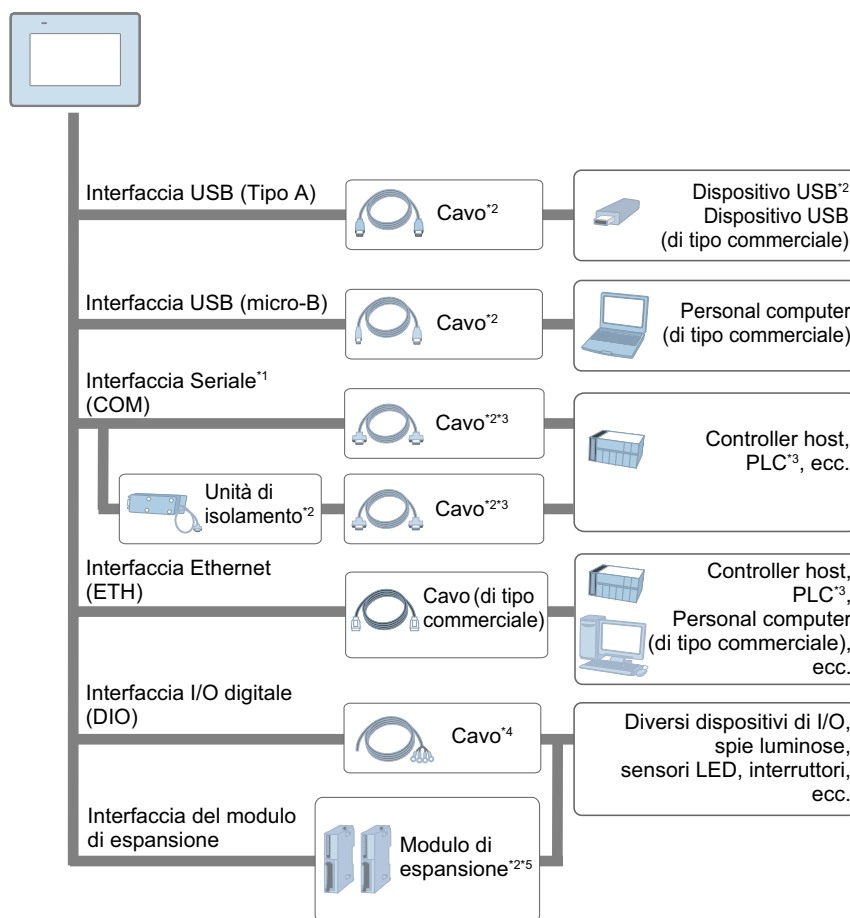 Interfaccia USB (Tipo A)
Cavo*2
Dispositivo USB*2
Dispositivo USB
(di tipo commerciale)
Interfaccia USB (micro-B)
Cavo*2
Personal computer
(di tipo commerciale)
Interfaccia Seriale*1
(COM)
Cavo*2*3
Controller host,
PLC*3, ecc.
Unità di
isolamento*2
Cavo*2*3
Interfaccia Ethernet
(ETH)
Cavo (di tipo
commerciale)
Controller host,
PLC*3,
Personal computer
(di tipo commerciale),
ecc.
Interfaccia I/O digitale
(DIO)
Cavo*4
Diversi dispositivi di I/O,
spie luminose,
sensori LED, interruttori,
ecc.
Interfaccia del modulo
di espansione
Modulo di
espansione*2*5